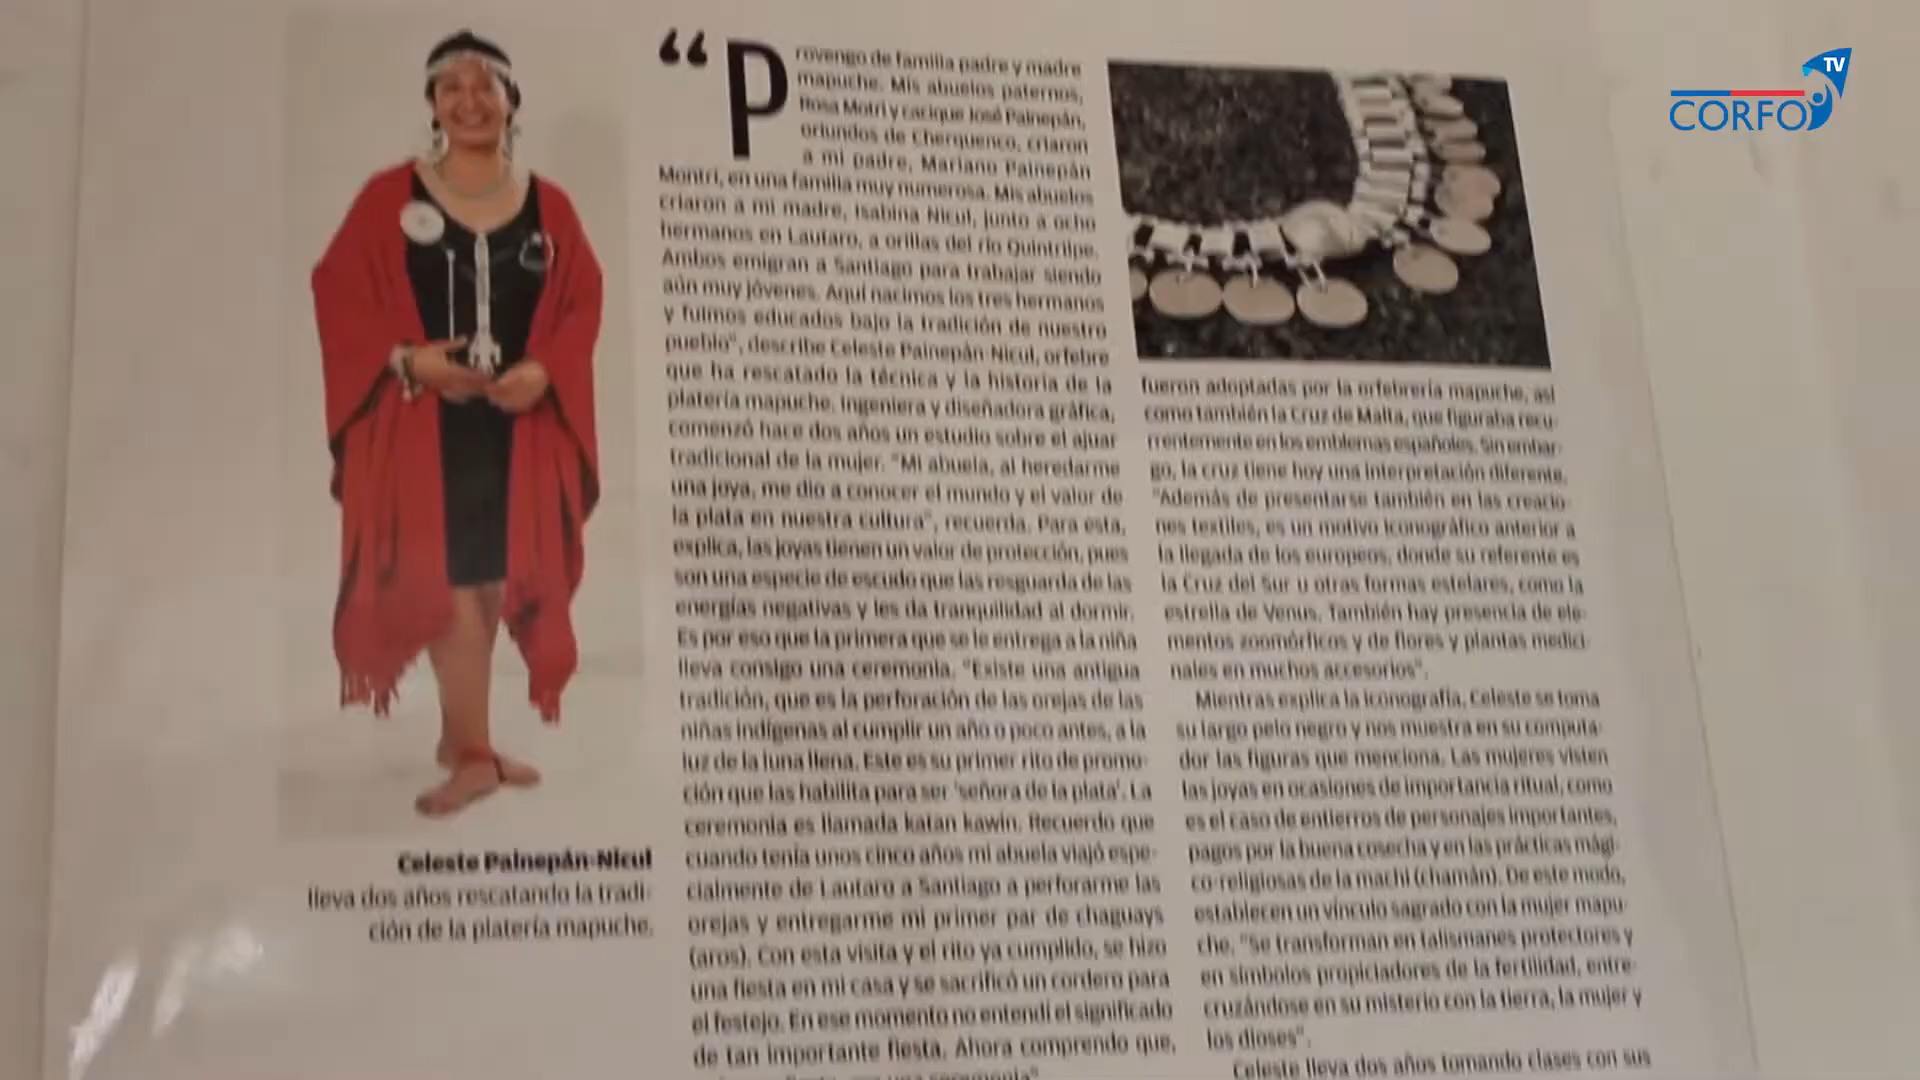 CORFO TV
“Provengo de familia padre y madre
mapuche. Mis abuelos paternos,
Rosa Motri y cacique José Painepán,
oriundos de Cherquenco, criaron
a mi padre, Mariano Painepán
Montri, en una familia muy numerosa. Mis abuelos
criaron a mi madre, Isabina Nicul, junto a ocho
hermanos en Lautaro, a orillas del río Quintrilpe.
Ambos emigran a Santiago para trabajar siendo
aún muy jóvenes. Aquí nacimos los tres hermanos
y fuimos educados bajo la tradición de nuestro
pueblo”, describe Celeste Painepán-Nicul, orfebre
que ha rescatado la técnica y la historia de la
platería mapuche. Ingeniera y diseñadora gráfica,
comenzó hace dos años un estudio sobre el ajuar
tradicional de la mujer. “Mi abuela, al heredarme
una joya, me dio a conocer el mundo y el valor de
la plata en nuestra cultura”, recuerda. Para esta,
explica, las joyas tienen un valor de protección, pues
son una especie de escudo que las resguarda de las
energías negativas y les da tranquilidad al dormir.
Es por eso que la primera que se le entrega a la niña
lleva consigo una ceremonia. “Existe una antigua
tradición, que es la perforación de las orejas de las
niñas indígenas al cumplir un año o poco antes, a la
luz de la luna llena. Este es su primer rito de promo-
ción que las habilita para ser ‘señora de la plata’. La
ceremonia es llamada katan kawin. Recuerdo que
cuando tenía unos cinco años mi abuela viajó espe-
cialmente de Lautaro a Santiago a perforarme las
orejas y entregarme mi primer par de chaguays
(aros). Con esta visita y el rito ya cumplido, se hizo
una fiesta en mi casa y se sacrificó un cordero para
el festejo. En ese momento no entendí el significado
de tan importante fiesta. Ahora comprendo que,
una ceremonia”
fueron adoptadas por la orfebrería mapuche, así
como también la Cruz de Malta, que figuraba recu-
rrentemente en los emblemas españoles. Sin embar-
go, la cruz tiene hoy una interpretación diferente.
“Además de presentarse también en las creacio-
nes textiles, es un motivo iconográfico anterior a
la llegada de los europeos, donde su referente es
la Cruz del Sur u otras formas estelares, como la
estrella de Venus. También hay presencia de ele-
mentos zoomórficos y de flores y plantas medici-
nales en muchos accesorios”.
Mientras explica la iconografía, Celeste se toma
su largo pelo negro y nos muestra en su computa-
dor las figuras que menciona. Las mujeres visten
las joyas en ocasiones de importancia ritual, como
es el caso de entierros de personajes importantes,
pagos por la buena cosecha y en las prácticas mági-
co-religiosas de la machi (chamán). De este modo,
establecen un vínculo sagrado con la mujer mapu-
che. “Se transforman en talismanes protectores y
en símbolos propiciadores de la fertilidad, entre-
cruzándose en su misterio con la tierra, la mujer y
los dioses”.
Celeste lleva dos años tomando clases con sus
Celeste Painepán-Nicul
lleva dos años rescatando la tradi-
ción de la platería mapuche.